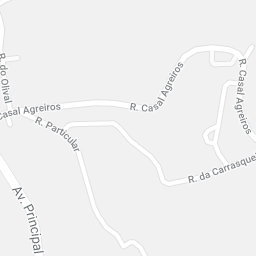 R. do Olival
R. Casal Agreiros
R. Casal Agreiros
Casal Agreiros
R. Particular
R. da Carrasque
Av. Principal